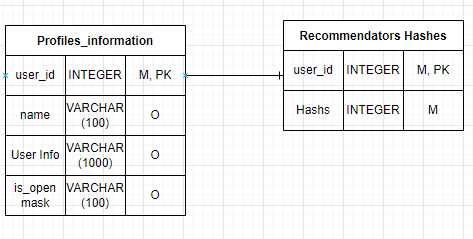 Profiles_information
user_id INTEGER M, PK
name VARCHAR (100) O
User Info VARCHAR (1000) O
is_open mask VARCHAR (100) O
Recommendators Hashes
user_id INTEGER M, PK
Hashs INTEGER M